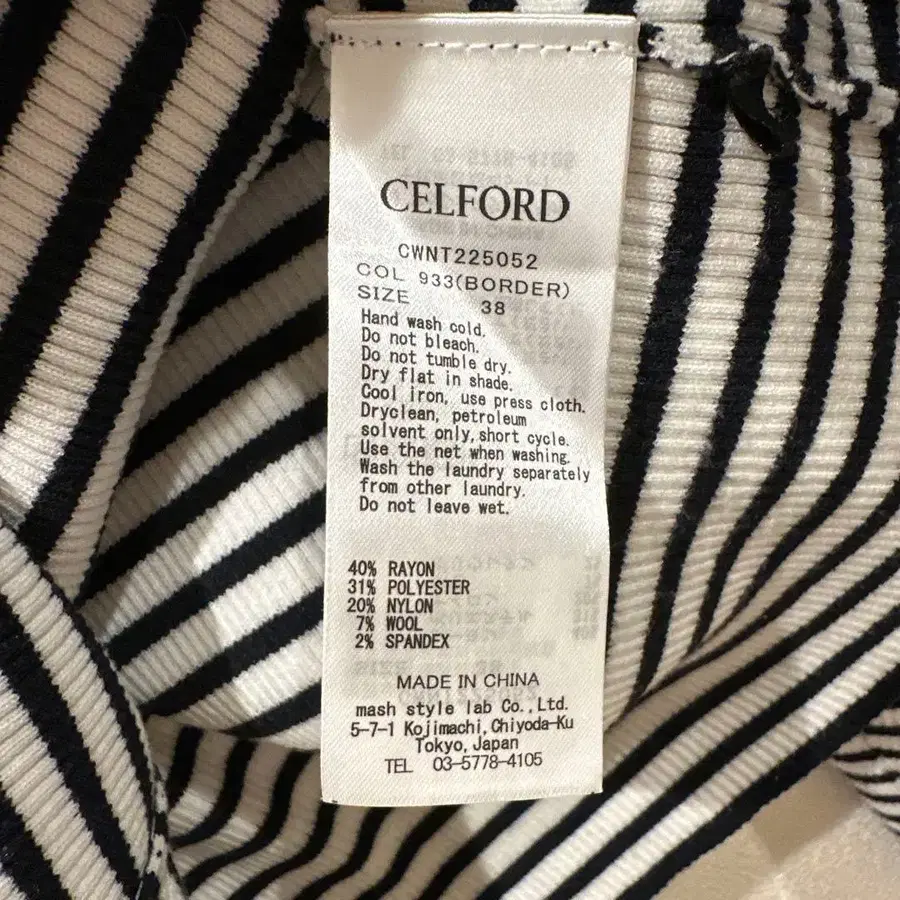 CELFORD
CWNT225052
COL 933(BORDER)
SIZE 38
Hand wash cold.
Do not bleach.
Do not tumble dry.
Dry flat in shade.
Cool iron, use press cloth.
Dryclean, petroleum
solvent only,short cycle.
Use the net when washing.
Wash the laundry separately
from other laundry.
Do not leave wet.
40% RAYON
31% POLYESTER
20% NYLON
7% WOOL
2% SPANDEX
MADE IN CHINA
mash style lab Co.,Ltd.
5-7-1 Kojimachi,Chiyoda-Ku
Tokyo,Japan
TEL 03-5778-4105